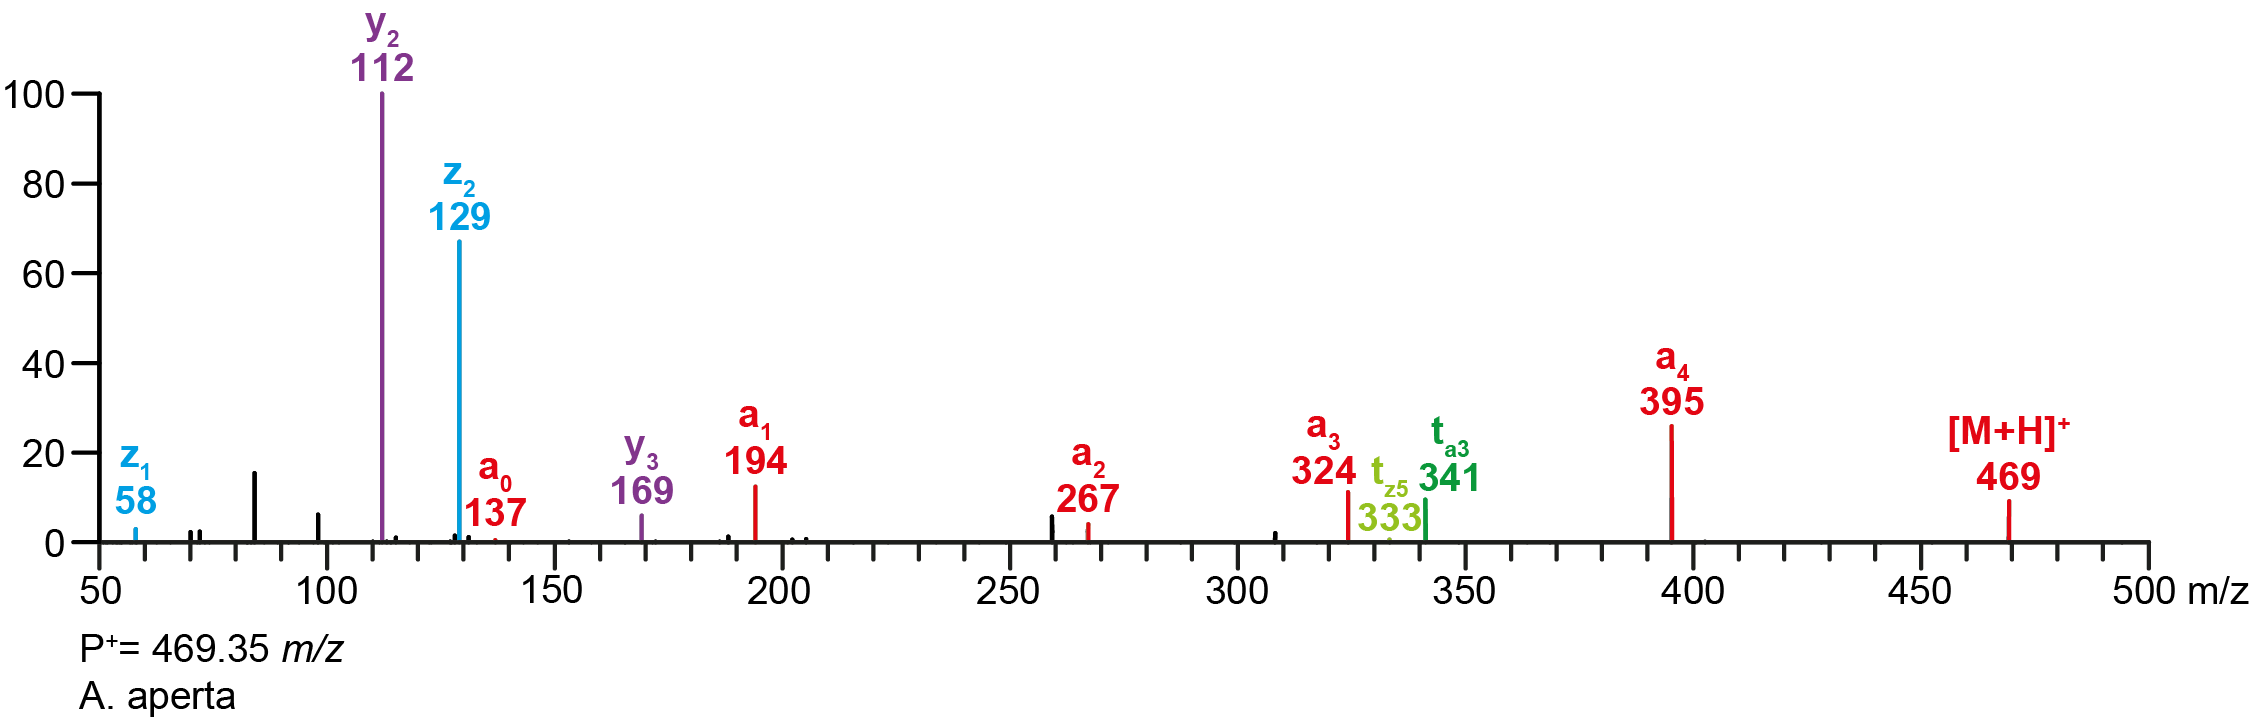 y2
112
100
z2
129
80
60
a4
395
40
a1
194
a3
324
ta3
341
[M+H]+
469
y3
169
a2
267
tz5
333
z1
58
a0
137
20
0
50 100 150 200 250 300 350 400 450 500 m/z
P+= 469.35 m/z
A. aperta